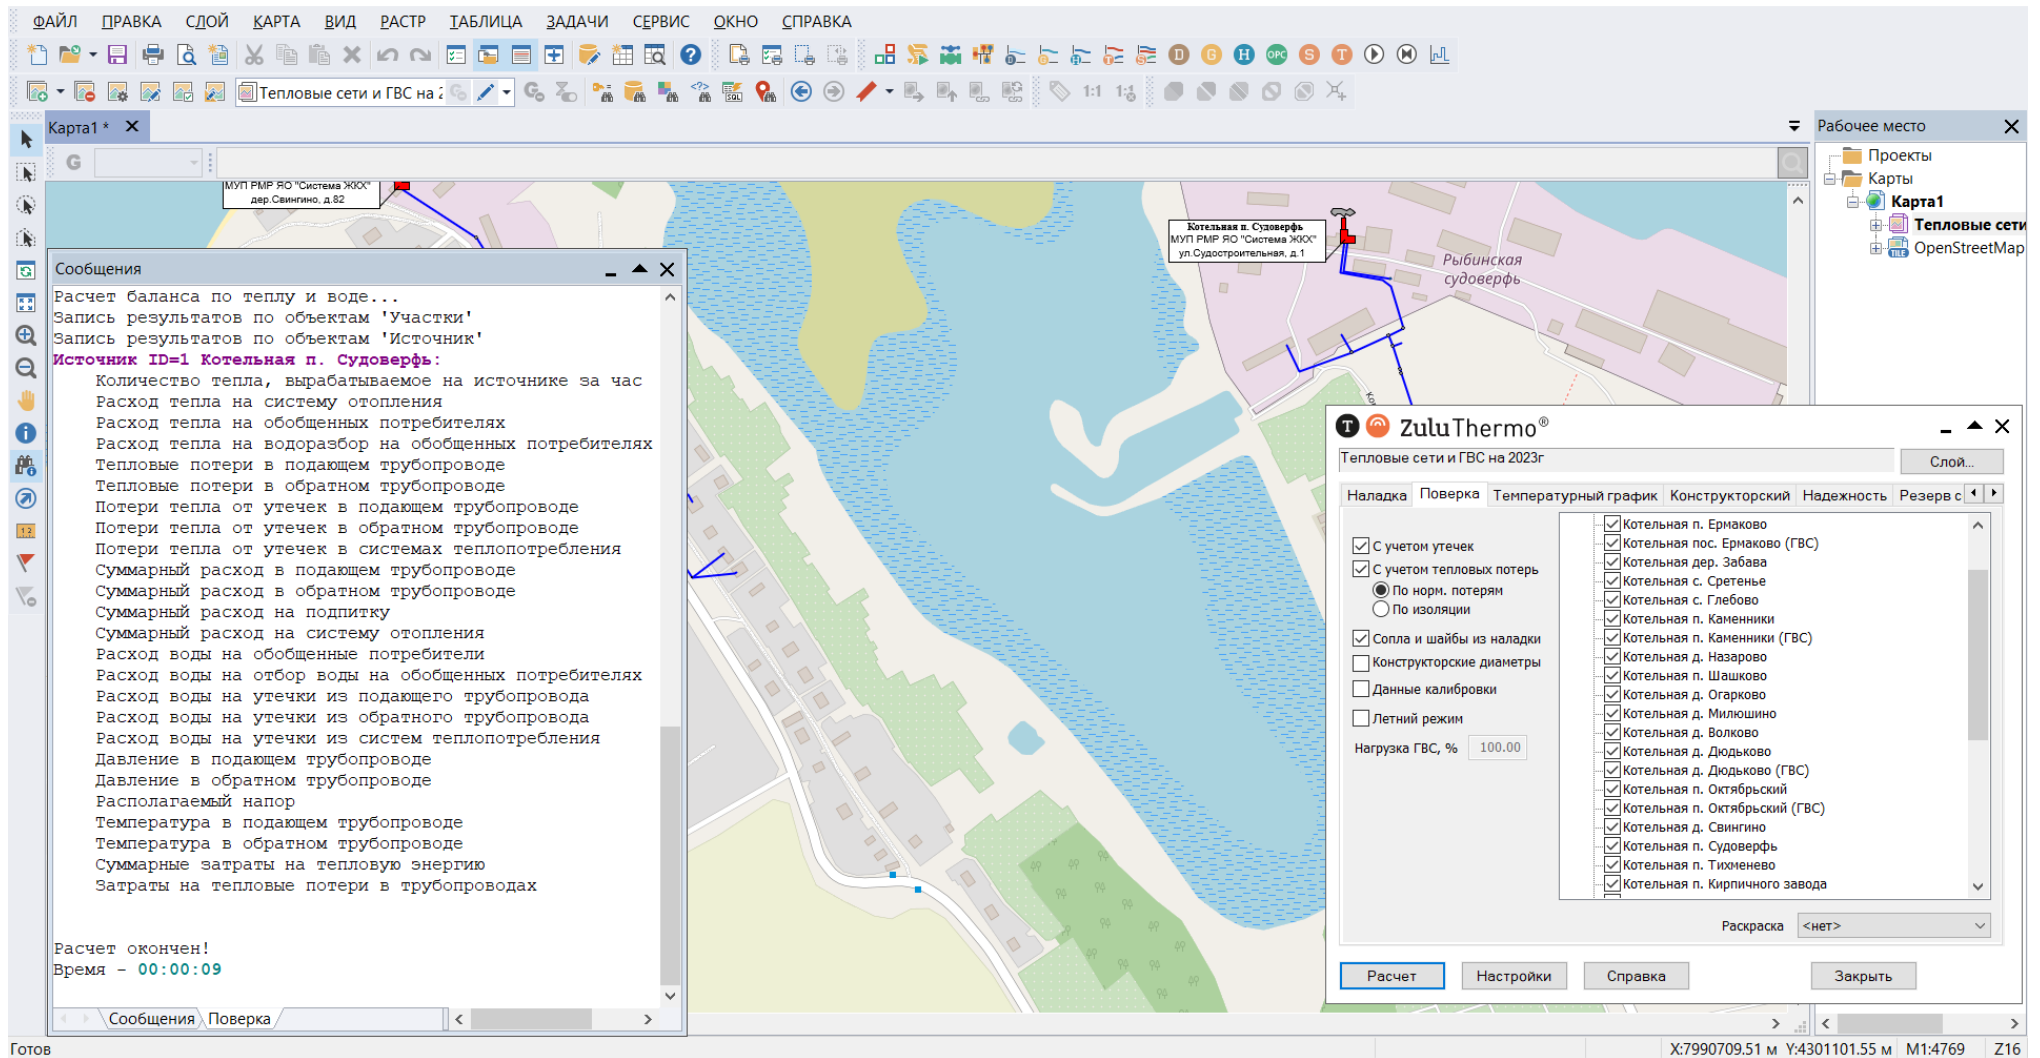 ФАЙЛ ПРАВКА СЛОЙ КАРТА ВИД РАСТР ТАБЛИЦА ЗАДАЧИ СЕРВИС ОКНО СПРАВКА
Тепловые сети и ГВС на 2
1:1
Карта1 *
Рабочее место
Проекты
Карты
Карта1
Тепловые сети
OpenStreetMap
МУП РМР ЯО "Система ЖКХ"
дер.Свингино, д.82
Котельная п. Судоверфь
МУП РМР ЯО "Система ЖКХ"
ул.Судостроительная, д.1
Рыбинская
судоверфь
Сообщения
Расчет баланса по теплу и воде...
Запись результатов по объектам 'Участки'
Запись результатов по объектам 'Источник'
Источник ID=1 Котельная п. Судоверфь:
Количество тепла, вырабатываемое на источнике за час
Расход тепла на систему отопления
Расход тепла на обобщенных потребителях
Расход тепла на водоразбор на обобщенных потребителях
Тепловые потери в подающем трубопроводе
Тепловые потери в обратном трубопроводе
Потери тепла от утечек в подающем трубопроводе
Потери тепла от утечек в обратном трубопроводе
Потери тепла от утечек в системах теплопотребления
Суммарный расход в подающем трубопроводе
Суммарный расход в обратном трубопроводе
Суммарный расход на подпитку
Суммарный расход на систему отопления
Расход воды на обобщенные потребители
Расход воды на отбор воды на обобщенных потребителях
Расход воды на утечки из подающего трубопровода
Расход воды на утечки из обратного трубопровода
Расход воды на утечки из систем теплопотребления
Давление в подающем трубопроводе
Давление в обратном трубопроводе
Располагаемый напор
Температура в подающем трубопроводе
Температура в обратном трубопроводе
Суммарные затраты на тепловую энергию
Затраты на тепловые потери в трубопроводах
Расчет окончен!
Время - 00:00:09
Сообщения Поверка
ZuluThermo®
Тепловые сети и ГВС на 2023г
Слой...
Наладка Поверка Температурный график Конструкторский Надежность Резерв с
С учетом утечек
С учетом тепловых потерь
По норм. потерям
По изоляции
Сопла и шайбы из наладки
Конструкторские диаметры
Данные калибровки
Летний режим
Нагрузка ГВС, % 100.00
Котельная п. Ермаково
Котельная пос. Ермаково (ГВС)
Котельная дер. Забава
Котельная с. Сретенье
Котельная с. Глебово
Котельная п. Каменники
Котельная п. Каменники (ГВС)
Котельная д. Назарово
Котельная п. Шашково
Котельная д. Огарково
Котельная д. Милюшино
Котельная д. Волково
Котельная д. Дюдьково
Котельная д. Дюдьково (ГВС)
Котельная п. Октябрьский
Котельная п. Октябрьский (ГВС)
Котельная д. Свингино
Котельная п. Судоверфь
Котельная п. Тихменево
Котельная п. Кирпичного завода
Раскраска <нет>
Расчет Настройки Справка Закрыть
Готов
X:7990709.51 м Y:4301101.55 м М1:4769 Z16